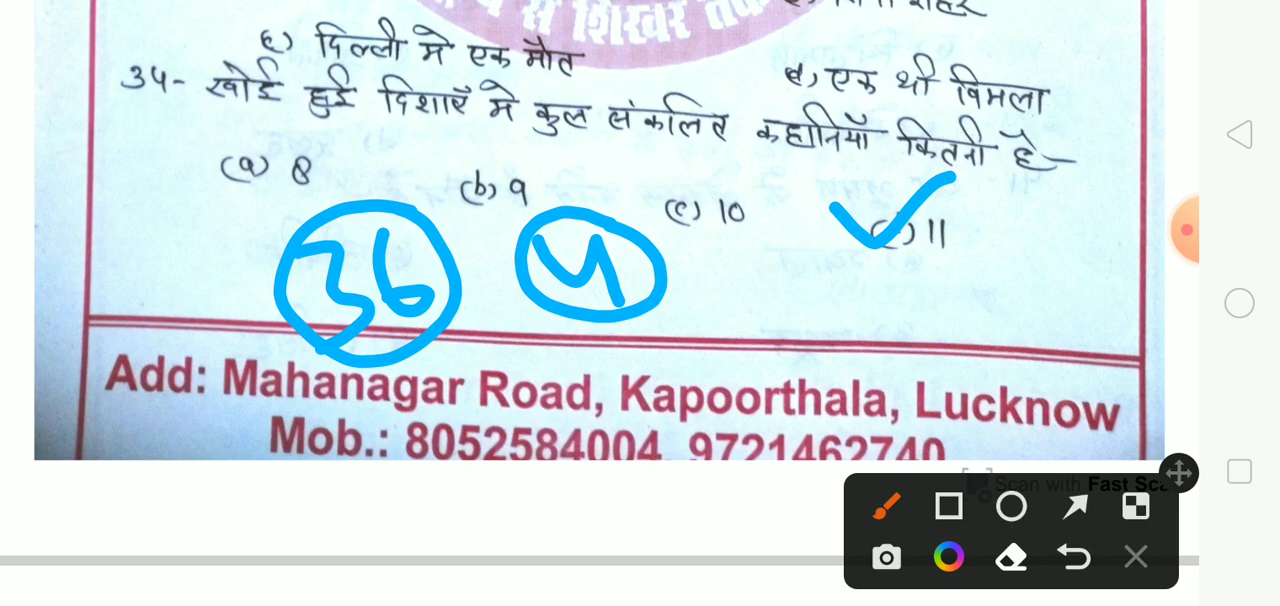 से शिखर तक
(c) दिल्ली मे एक मौत
(d) एक थी विमला
34- खोई हुई दिशाएँ मे कुल संकलित कहानियाँ कितनी है-
(a) 8 (b) 9 (c) 10 11
36 4
Add: Mahanagar Road, Kapoorthala, Lucknow
Mob.: 8052584004, 9721462740
Scan with Fast Sca